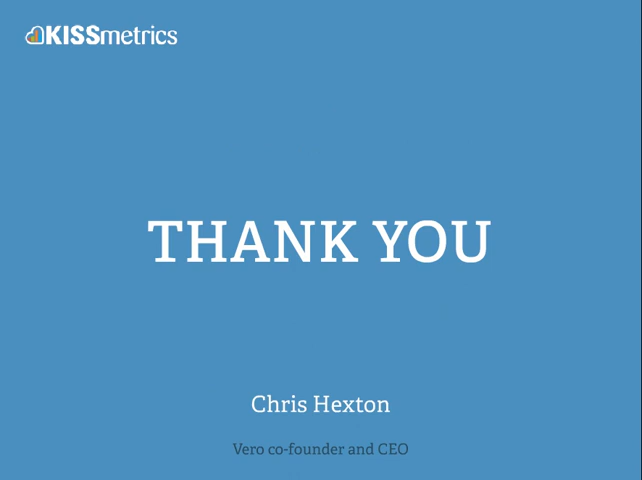 KISSmetrics
THANK YOU
Chris Hexton
Vero co-founder and CEO